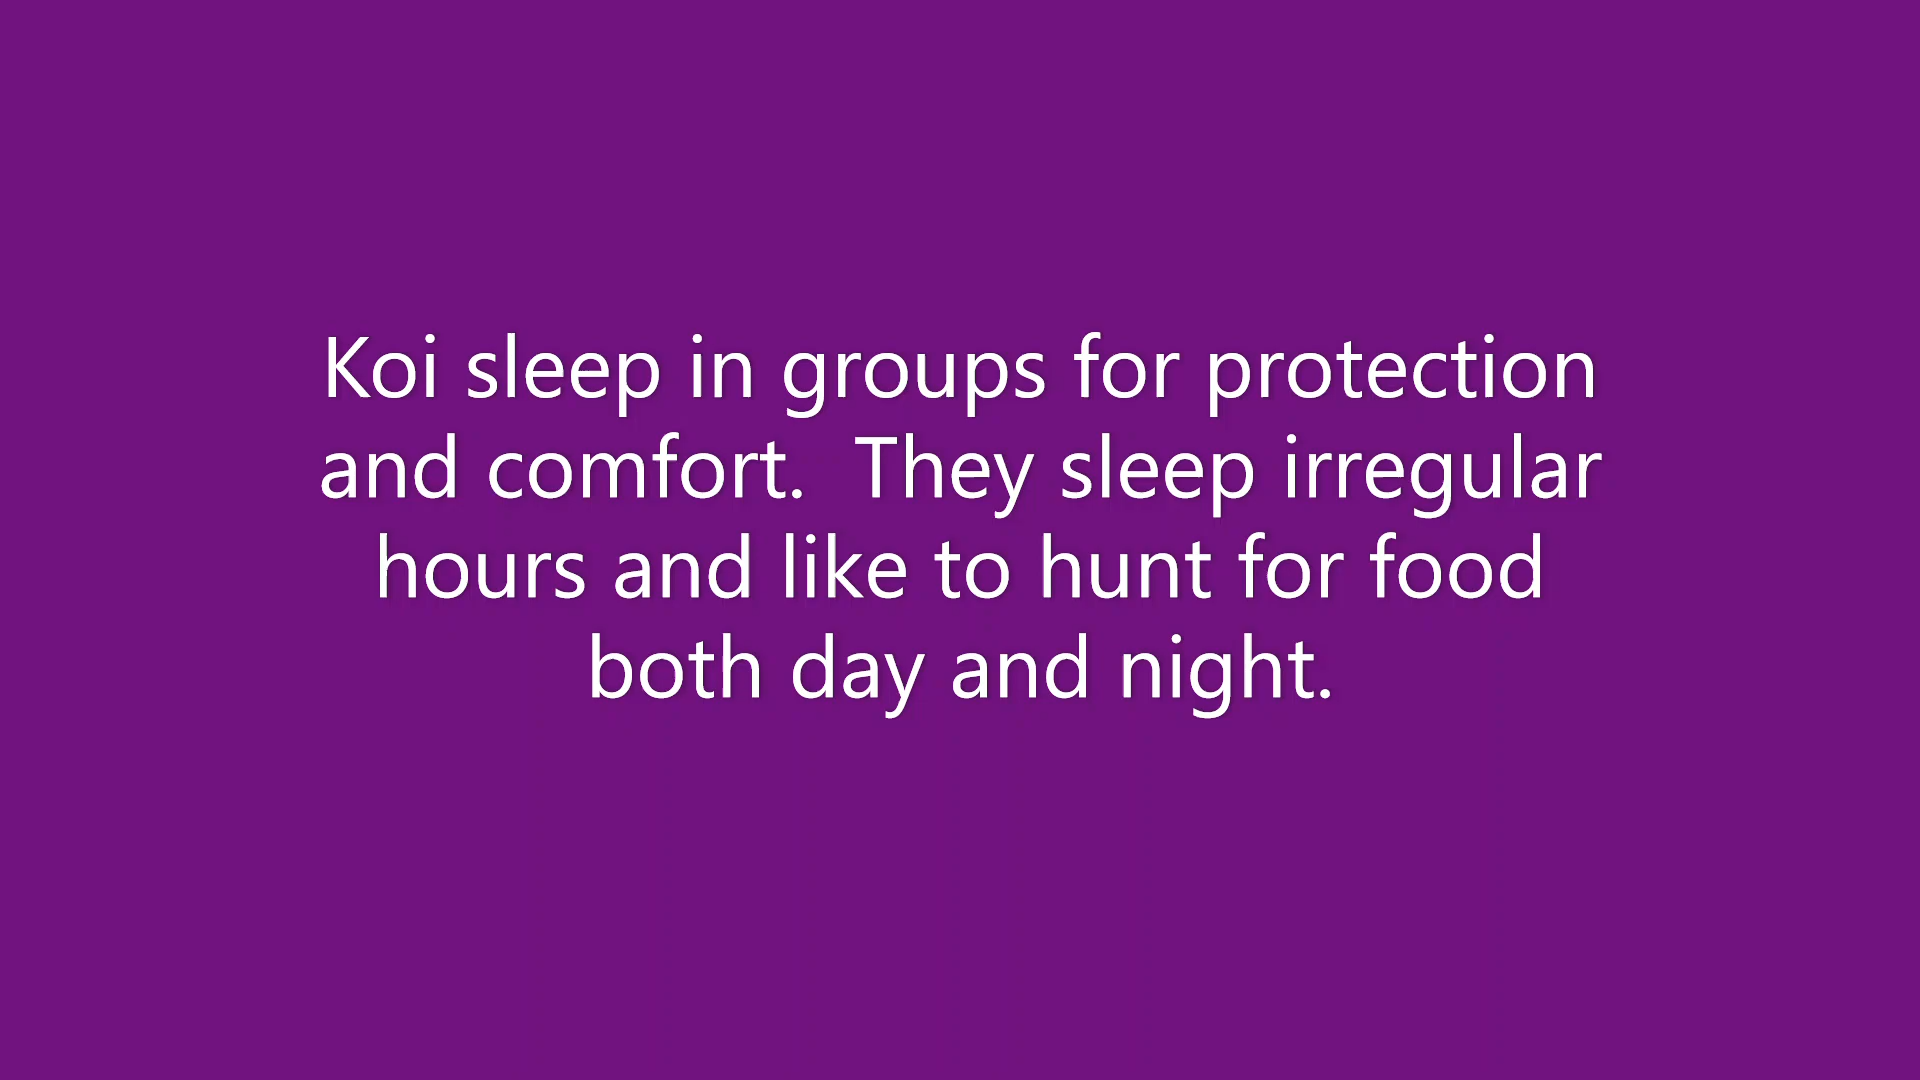 Koi sleep in groups for protection
and comfort.  They sleep irregular
hours and like to hunt for food
both day and night.